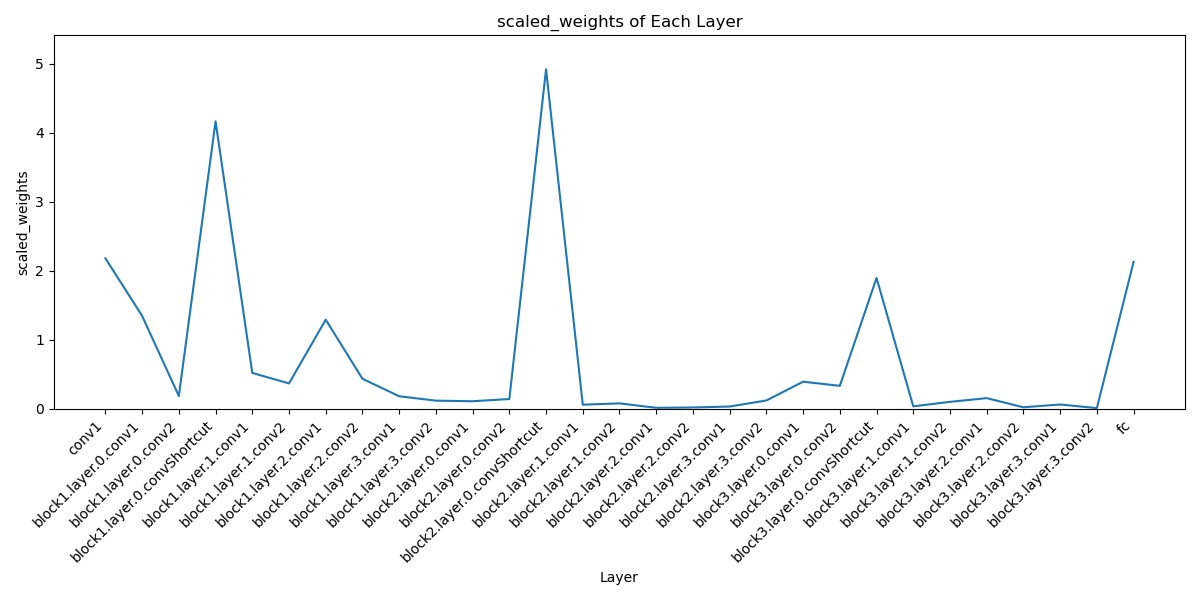 scaled_weights of Each Layer
scaled_weights
5
4
3
2
1
0
conv1
block1.layer.0.conv1
block1.layer.0.conv2
block1.layer.0.convShortcut
block1.layer.1.conv1
block1.layer.1.conv2
block1.layer.2.conv1
block1.layer.2.conv2
block1.layer.3.conv1
block1.layer.3.conv2
block2.layer.0.conv1
block2.layer.0.conv2
block2.layer.0.convShortcut
block2.layer.1.conv1
block2.layer.1.conv2
block2.layer.2.conv1
block2.layer.2.conv2
block2.layer.3.conv1
block2.layer.3.conv2
block3.layer.0.conv1
block3.layer.0.conv2
block3.layer.0.convShortcut
block3.layer.1.conv1
block3.layer.1.conv2
block3.layer.2.conv1
block3.layer.2.conv2
block3.layer.3.conv1
block3.layer.3.conv2
fc
Layer